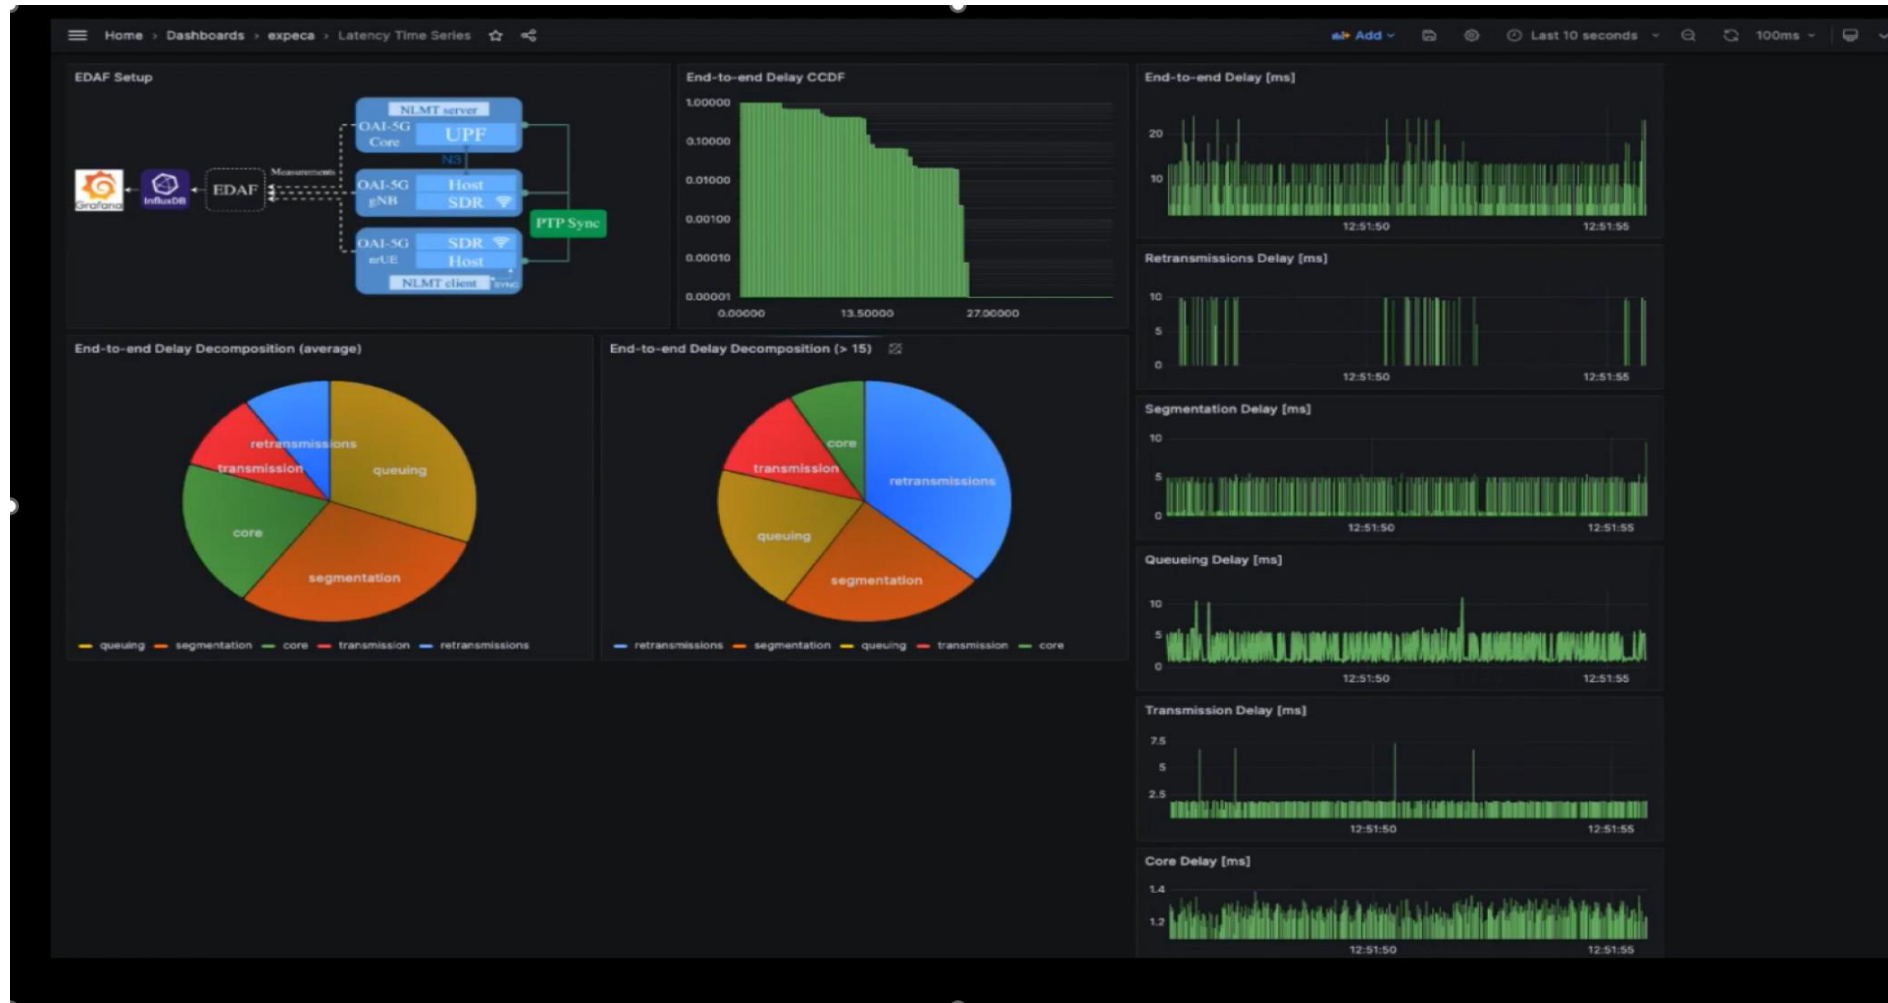 Home › Dashboards › expeca › Latency Time Series
Add
Last 10 seconds
100ms
EDAF Setup
NLMT server
OAI-5G
Core
UPF
N3
Measurements
Grafana
InfluxDB
EDAF
OAI-5G
gNB
Host
SDR
PTP Sync
OAI-5G
nrUE
SDR
Host
NLMT client
SYNC
End-to-end Delay CCDF
1.00000
0.10000
0.01000
0.00100
0.00010
0.00001
0.00000 13.50000 27.00000
End-to-end Delay [ms]
20
10
12:51:50 12:51:55
Retransmissions Delay [ms]
10
5
0
12:51:50 12:51:55
Segmentation Delay [ms]
10
5
0
12:51:50 12:51:55
Queueing Delay [ms]
10
5
0
12:51:50 12:51:55
Transmission Delay [ms]
7.5
5
2.5
12:51:50 12:51:55
Core Delay [ms]
1.4
1.2
12:51:50 12:51:55
End-to-end Delay Decomposition (average)
retransmissions
transmission
queuing
core
segmentation
queuing segmentation core transmission retransmissions
End-to-end Delay Decomposition (> 15)
core
transmission
retransmissions
queuing
segmentation
retransmissions segmentation queuing transmission core